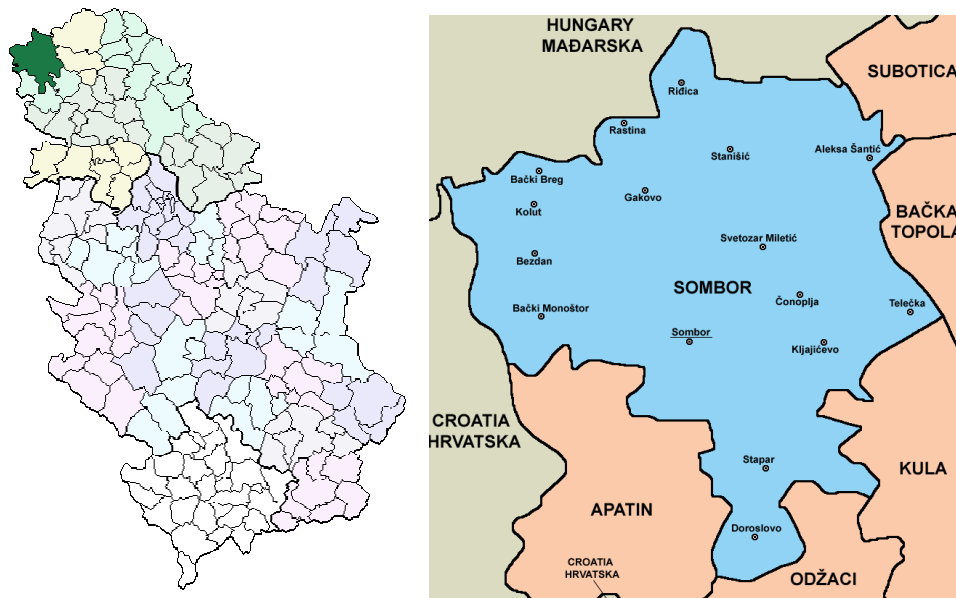 HUNGARY
MAĐARSKA
SUBOTICA
Riđica
Rastina
Stanišić
Aleksa Šantić
Bački Breg
Gakovo
Kolut
BAČKA
TOPOLA
Svetozar Miletić
Bezdan
SOMBOR
Čonoplja
Telečka
Bački Monoštor
Sombor
Kljajićevo
CROATIA
HRVATSKA
Stapar
KULA
APATIN
Doroslovo
CROATIA
HRVATSKA
ODŽACI